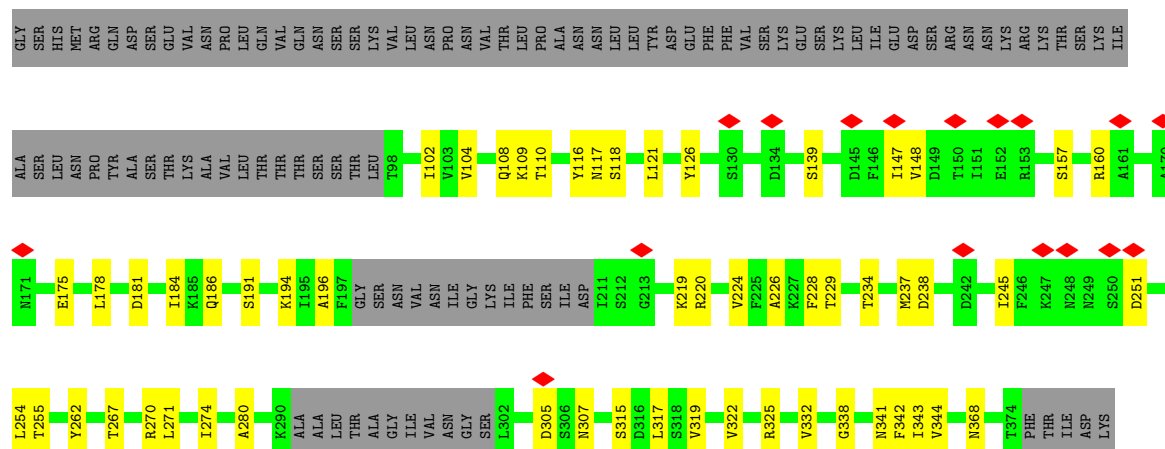 GLY SER HIS MET ARG GLN ASP SER GLU VAL ASN PRO LEU GLN VAL GLN ASN SER SER LYS VAL LEU ASN PRO ASN VAL THR LEU PRO ALA ASN ASN LEU LEU TYR ASP GLU PHE PHE VAL SER LYS GLU SER LYS LEU ILE GLU ASP SER ARG ASN ASN LYS ARG LYS THR SER LYS ILE
ALA SER LEU ASN PRO TYR ALA SER THR LYS ALA VAL LEU THR THR THR SER SER THR LEU T98 I102 V103 V104 Q108 K109 T110 Y116 N117 S118 L121 Y126 S130 D134 S139 D145 F146 I147 V148 D149 T150 I151 E152 R153 S157 R160 A161
N171 E175 L178 D181 I184 K185 Q186 S191 K194 I195 A196 F197 GLY SER ASN VAL ASN ILE GLY LYS ILE PHE SER ILE ASP I211 S212 G213 K219 R220 V224 F225 A226 K227 F228 T229 T234 M237 D238 D242 I245 F246 K247 N248 N249 S250 D251
L254 T255 Y262 T267 R270 L271 I274 A280 K290 ALA ALA LEU THR ALA GLY ILE VAL ASN GLY SER L302 D305 S306 N307 S315 D316 L317 S318 V319 V322 R325 V332 G338 N341 F342 I343 V344 N368 T374 PHE THR ILE ASP LYS